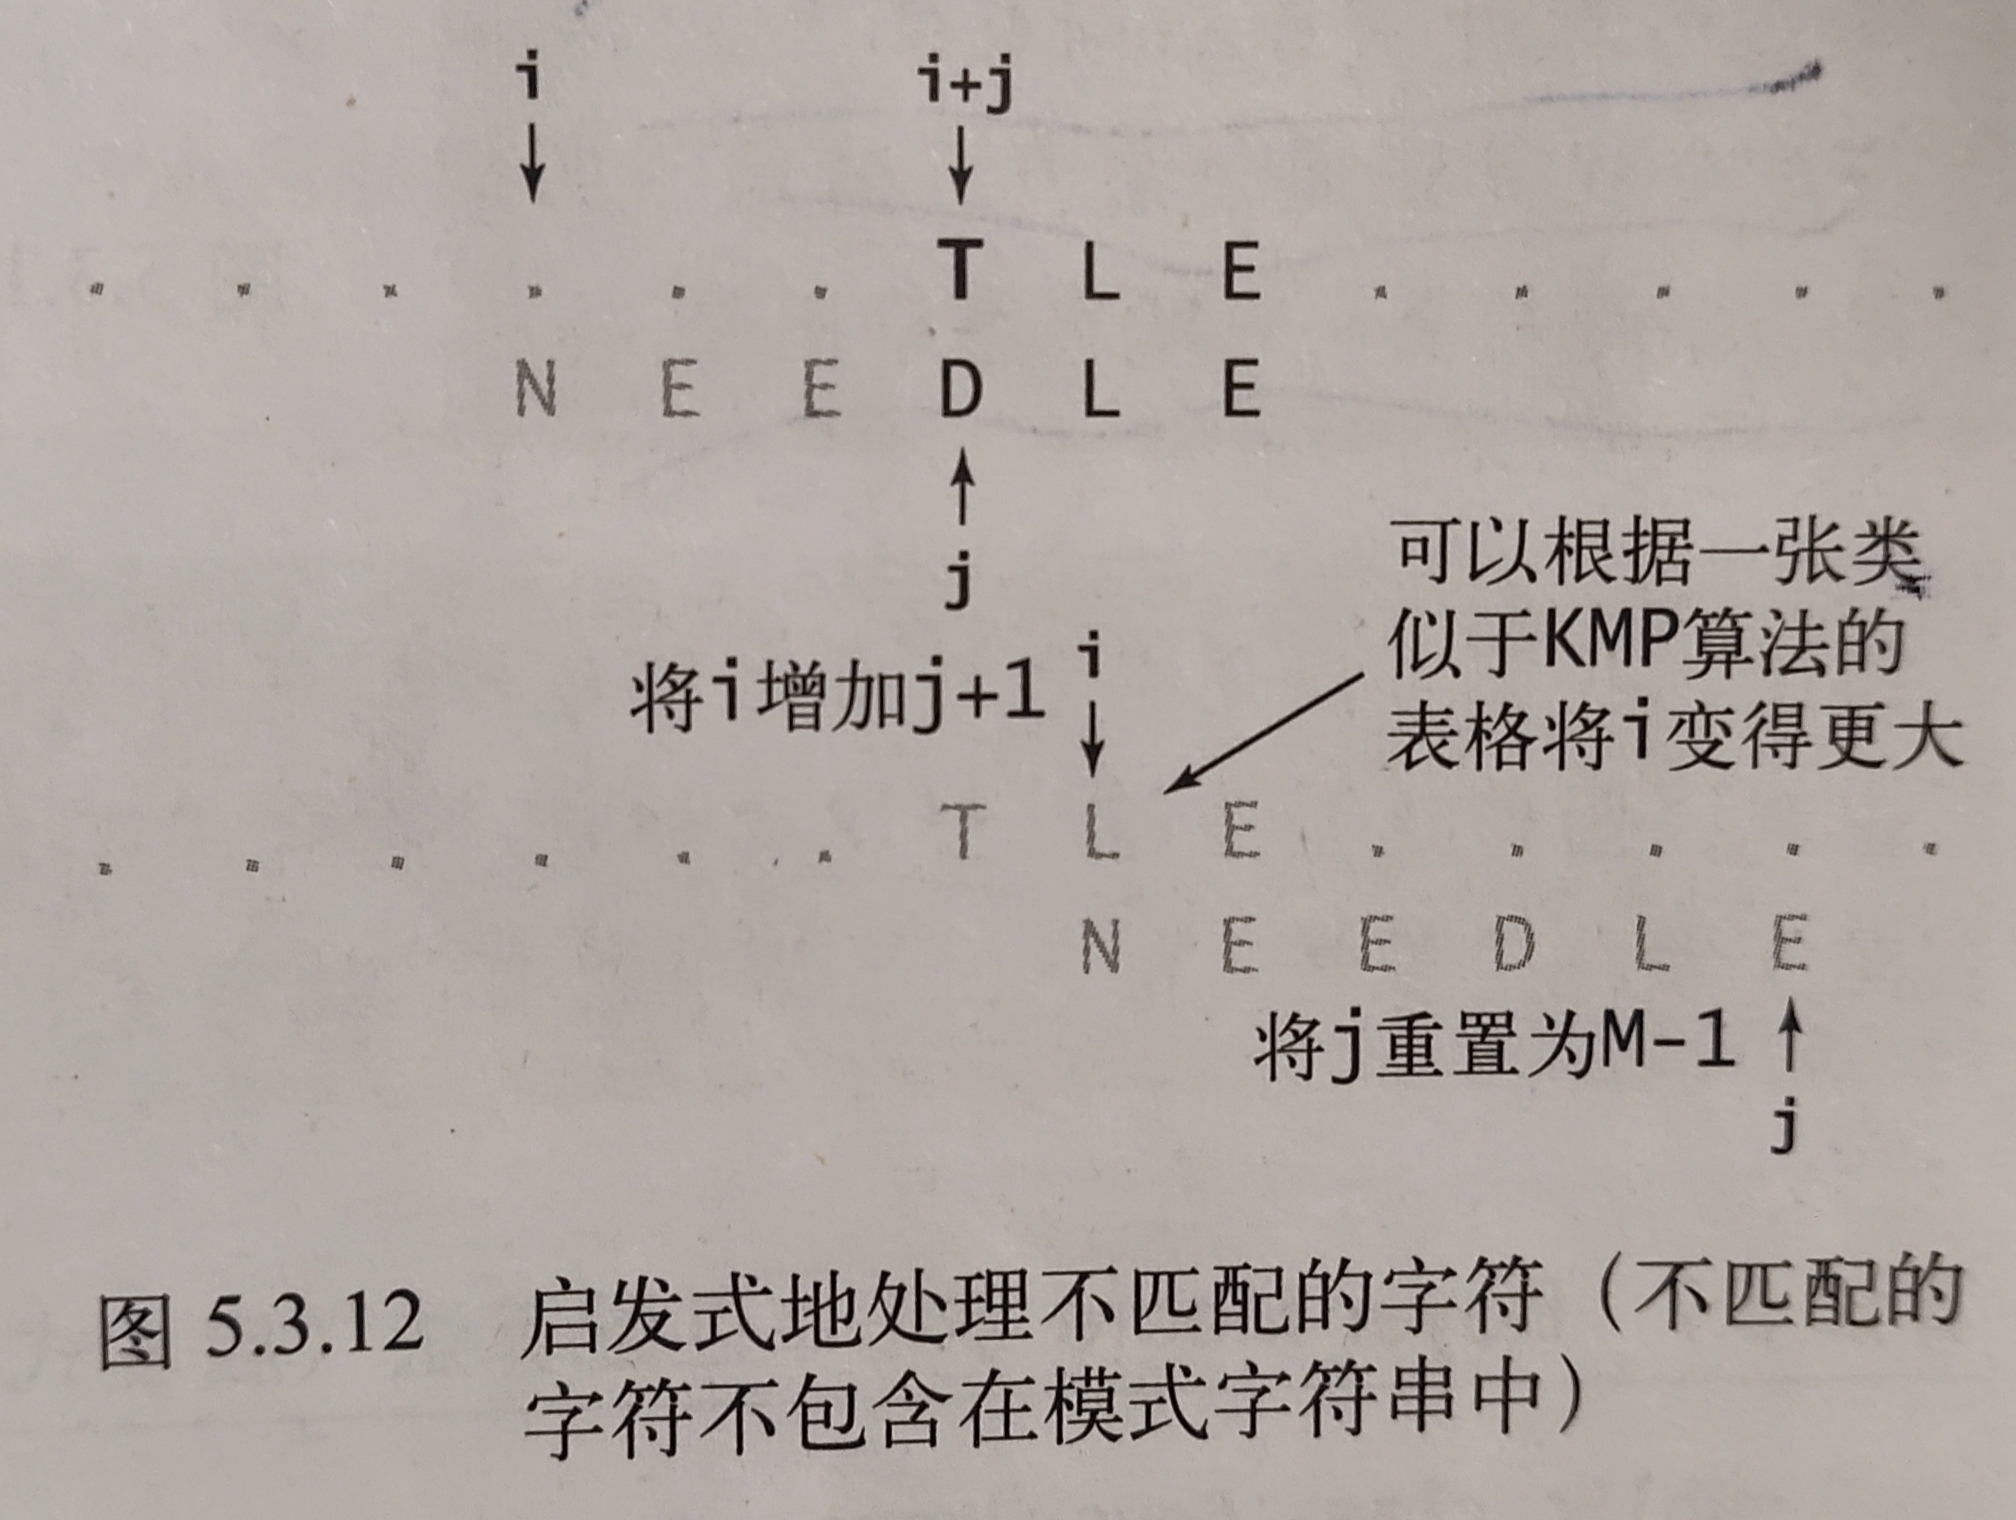 i i+j
. . . . . . T L E . . . . .
N E E D L E
j
可以根据一张类
似于KMP算法的
表格将i变得更大
将i增加j+1 i
. . . . . . T L E . . . . .
N E E D L E
将j重置为M-1
j
图 5.3.12 启发式地处理不匹配的字符（不匹配的
字符不包含在模式字符串中）